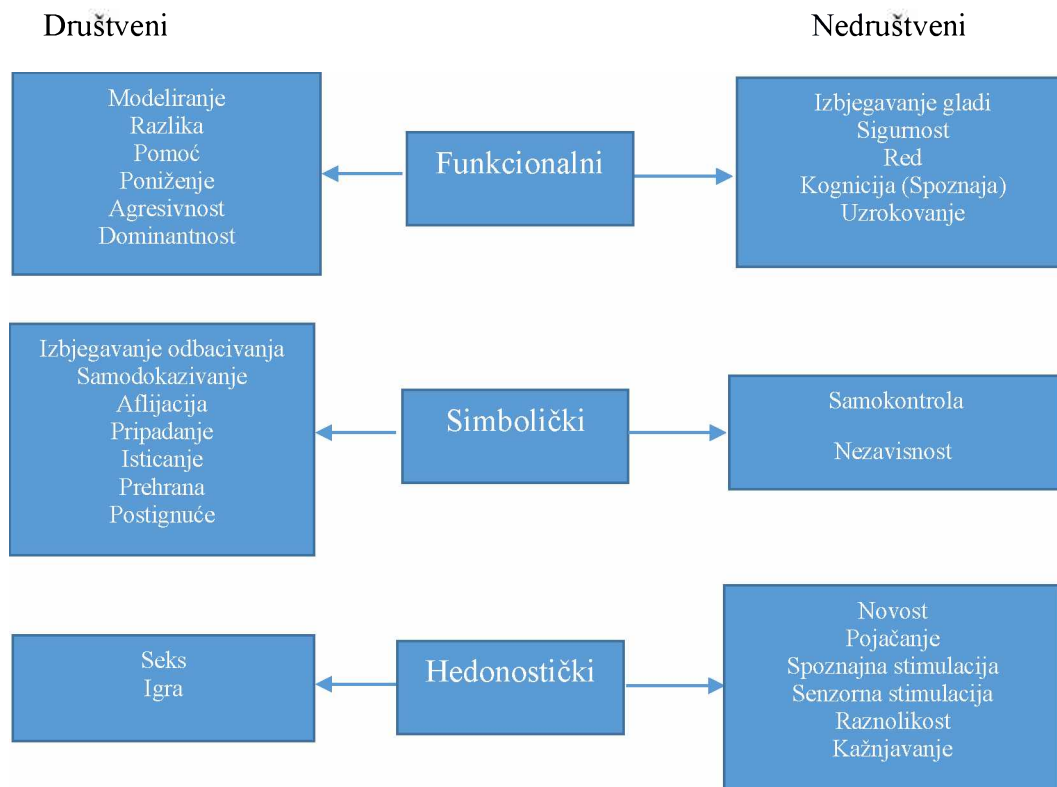 Društveni
Nedruštveni
Modeliranje
Razlika
Pomoć
Poniženje
Agresivnost
Dominantnost
Funkcionalni
Izbjegavanje gladi
Sigurnost
Red
Kognicija (Spoznaja)
Uzrokovanje
Izbjegavanje odbacivanja
Samodokazivanje
Aflijacija
Pripadanje
Isticanje
Prehrana
Postignuće
Simbolički
Samokontrola
Nezavisnost
Seks
Igra
Hedonostički
Novost
Pojačanje
Spoznajna stimulacija
Senzorna stimulacija
Raznolikost
Kažnjavanje